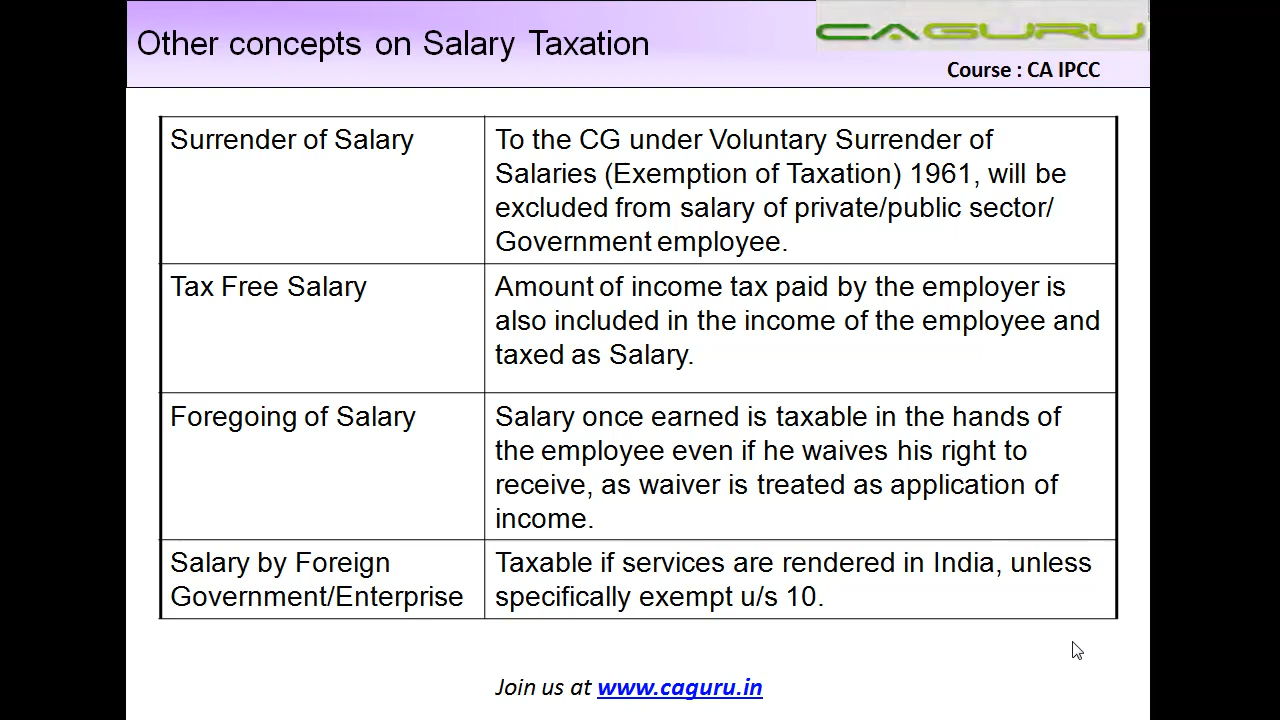 Other concepts on Salary Taxation
CAGURU
Course : CA IPCC
Surrender of Salary
To the CG under Voluntary Surrender of
Salaries (Exemption of Taxation) 1961, will be
excluded from salary of private/public sector/
Government employee.
Tax Free Salary
Amount of income tax paid by the employer is
also included in the income of the employee and
taxed as Salary.
Foregoing of Salary
Salary once earned is taxable in the hands of
the employee even if he waives his right to
receive, as waiver is treated as application of
income.
Salary by Foreign
Government/Enterprise
Taxable if services are rendered in India, unless
specifically exempt u/s 10.
Join us at www.caguru.in